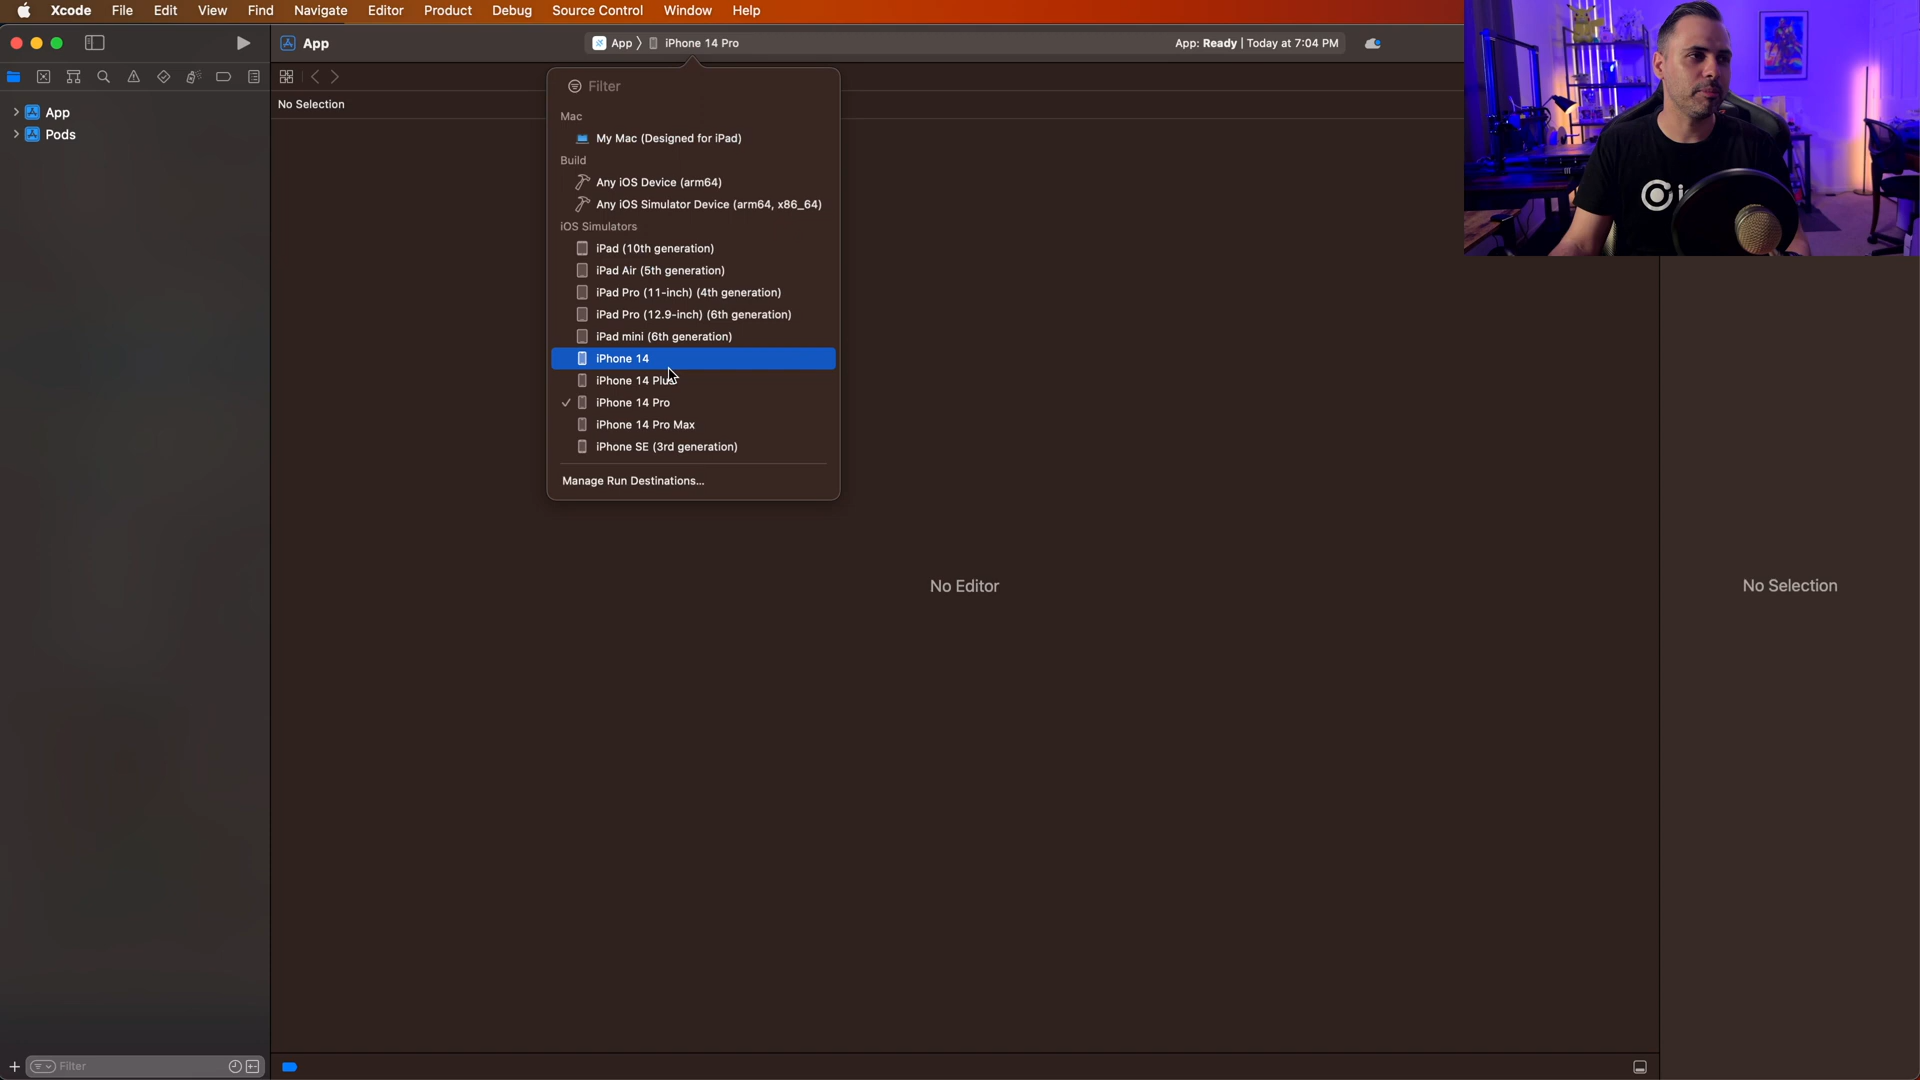 Xcode File Edit View Find Navigate Editor Product Debug Source Control Window Help
App
App 〉 iPhone 14 Pro
App: Ready | Today at 7:04 PM
No Selection
App
Pods
Filter
Mac
My Mac (Designed for iPad)
Build
Any iOS Device (arm64)
Any iOS Simulator Device (arm64, x86_64)
iOS Simulators
iPad (10th generation)
iPad Air (5th generation)
iPad Pro (11-inch) (4th generation)
iPad Pro (12.9-inch) (6th generation)
iPad mini (6th generation)
iPhone 14
iPhone 14 Plus
iPhone 14 Pro
iPhone 14 Pro Max
iPhone SE (3rd generation)
Manage Run Destinations...
No Editor
No Selection
Filter